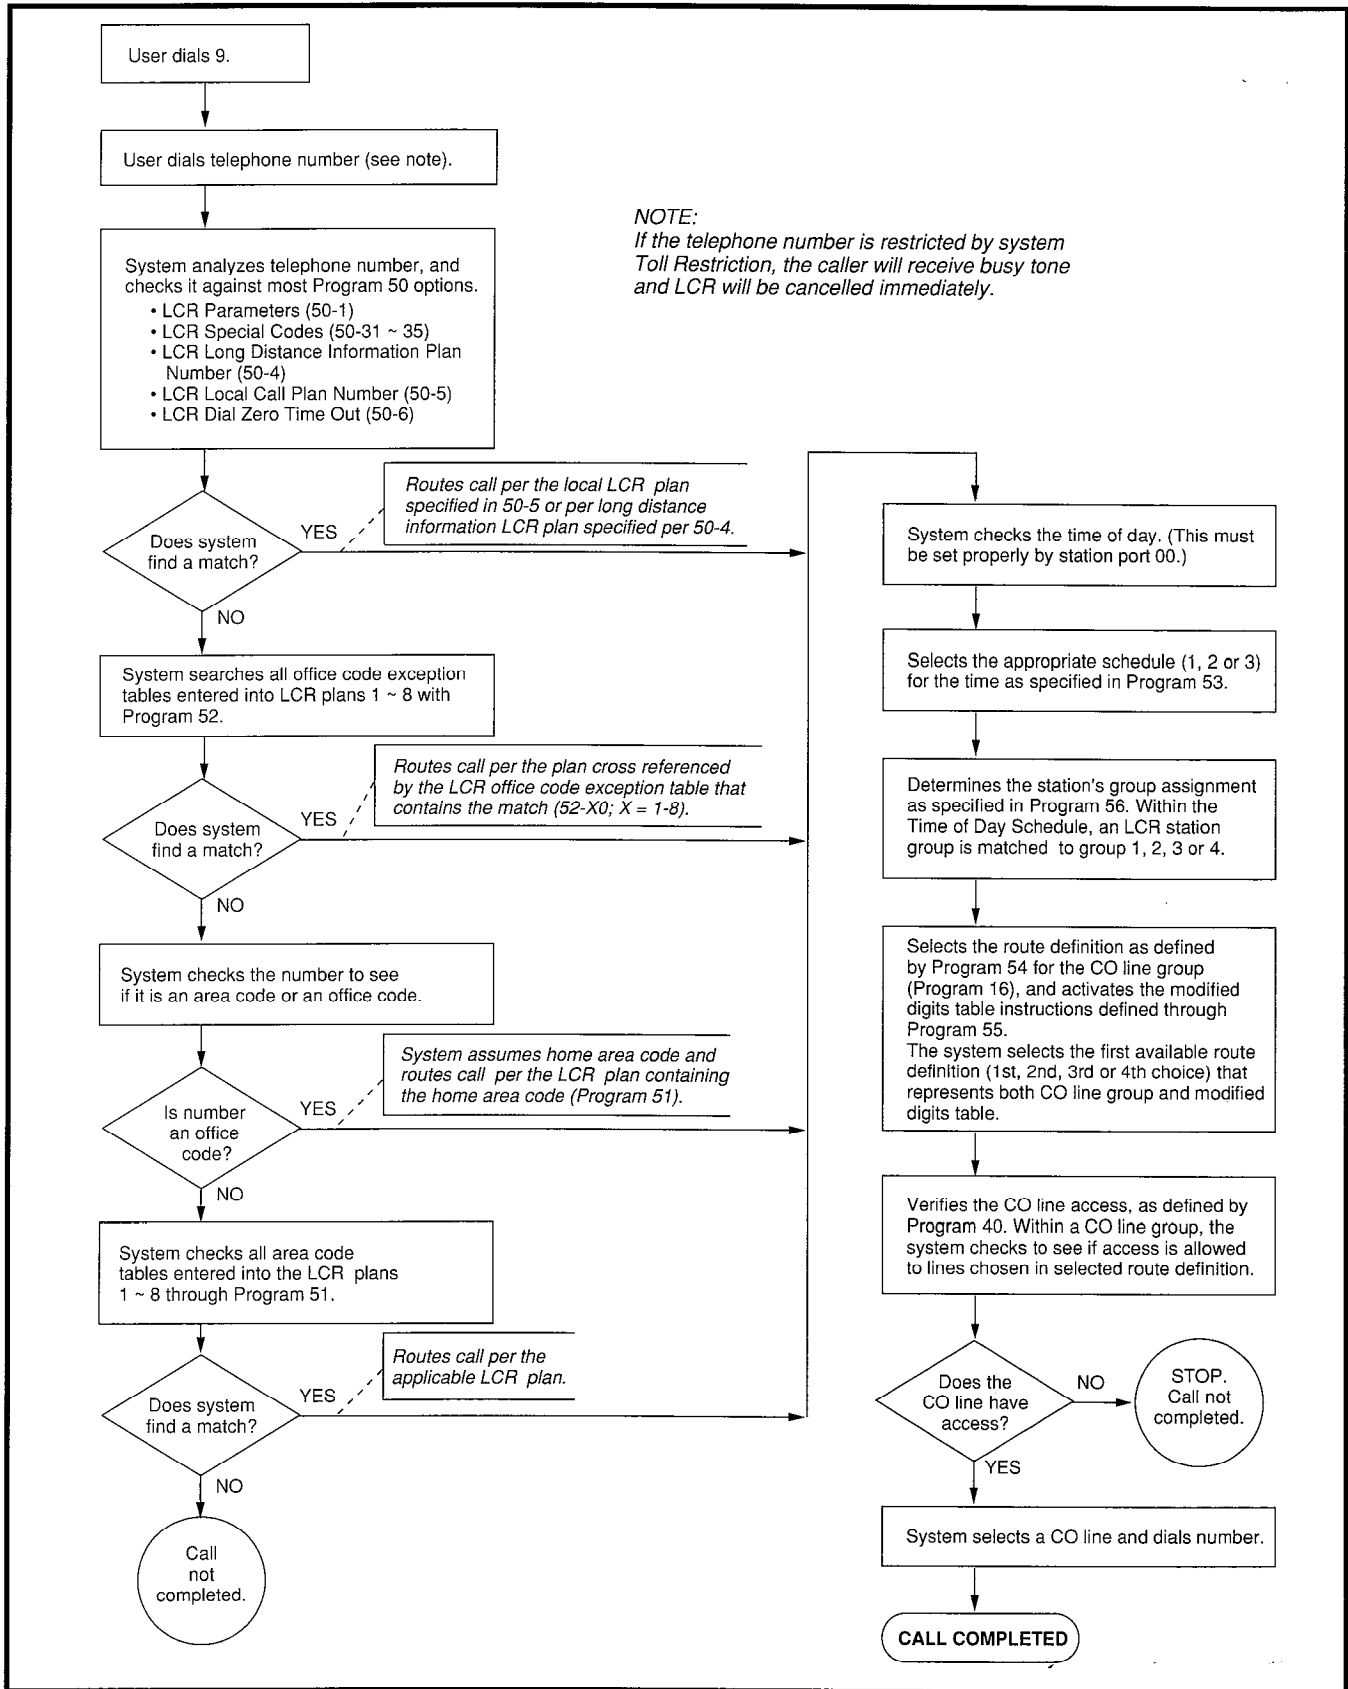 User dials 9.
User dials telephone number (see note).
NOTE:
If the telephone number is restricted by system
Toll Restriction, the caller will receive busy tone
and LCR will be cancelled immediately.
System analyzes telephone number, and
checks it against most Program 50 options.
• LCR Parameters (50-1)
• LCR Special Codes (50-31 ~ 35)
• LCR Long Distance Information Plan
Number (50-4)
• LCR Local Call Plan Number (50-5)
• LCR Dial Zero Time Out (50-6)
Does system
find a match?
YES
Routes call per the local LCR plan
specified in 50-5 or per long distance
information LCR plan specified per 50-4.
NO
System searches all office code exception
tables entered into LCR plans 1 ~ 8 with
Program 52.
Does system
find a match?
YES
Routes call per the plan cross referenced
by the LCR office code exception table that
contains the match (52-X0; X = 1-8).
NO
System checks the number to see
if it is an area code or an office code.
Is number
an office
code?
YES
System assumes home area code and
routes call per the LCR plan containing
the home area code (Program 51).
NO
System checks all area code
tables entered into the LCR plans
1 ~ 8 through Program 51.
Does system
find a match?
YES
Routes call per the
applicable LCR plan.
NO
Call
not
completed.
System checks the time of day. (This must
be set properly by station port 00.)
Selects the appropriate schedule (1, 2 or 3)
for the time as specified in Program 53.
Determines the station's group assignment
as specified in Program 56. Within the
Time of Day Schedule, an LCR station
group is matched to group 1, 2, 3 or 4.
Selects the route definition as defined
by Program 54 for the CO line group
(Program 16), and activates the modified
digits table instructions defined through
Program 55.
The system selects the first available route
definition (1st, 2nd, 3rd or 4th choice) that
represents both CO line group and modified
digits table.
Verifies the CO line access, as defined by
Program 40. Within a CO line group, the
system checks to see if access is allowed
to lines chosen in selected route definition.
Does the
CO line have
access?
NO
STOP.
Call not
completed.
YES
System selects a CO line and dials number.
CALL COMPLETED